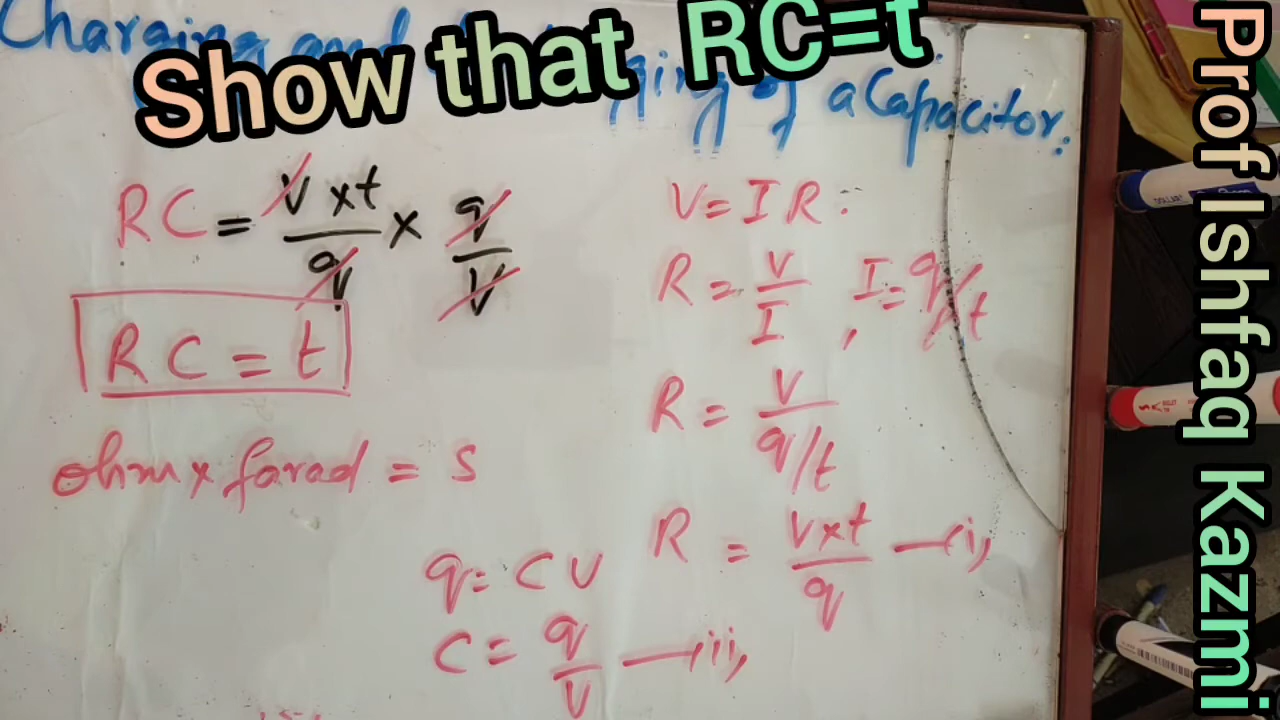 Show that RC=t
Prof Ishfaq Kazmi
Charging and ging of a Capacitor.
RC = V×t/q × q/V
RC = t
ohm × farad = s
V = IR
R = V/I , I = q/t
R = V/q/t
R = V×t/q —(i)
q = CV
C = q/V —(ii)